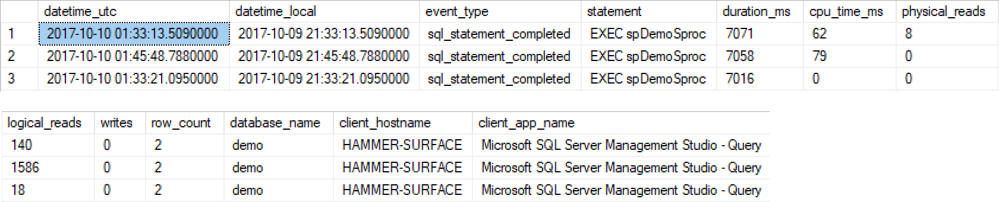 datetime_utc datetime_local event_type statement duration_ms cpu_time_ms physical_reads
1 2017-10-10 01:33:13.5090000 2017-10-09 21:33:13.5090000 sql_statement_completed EXEC spDemoSproc 7071 62 8
2 2017-10-10 01:45:48.7880000 2017-10-09 21:45:48.7880000 sql_statement_completed EXEC spDemoSproc 7058 79 0
3 2017-10-10 01:33:21.0950000 2017-10-09 21:33:21.0950000 sql_statement_completed EXEC spDemoSproc 7016 0 0
logical_reads writes row_count database_name client_hostname client_app_name
140 0 2 demo HAMMER-SURFACE Microsoft SQL Server Management Studio - Query
1586 0 2 demo HAMMER-SURFACE Microsoft SQL Server Management Studio - Query
18 0 2 demo HAMMER-SURFACE Microsoft SQL Server Management Studio - Query